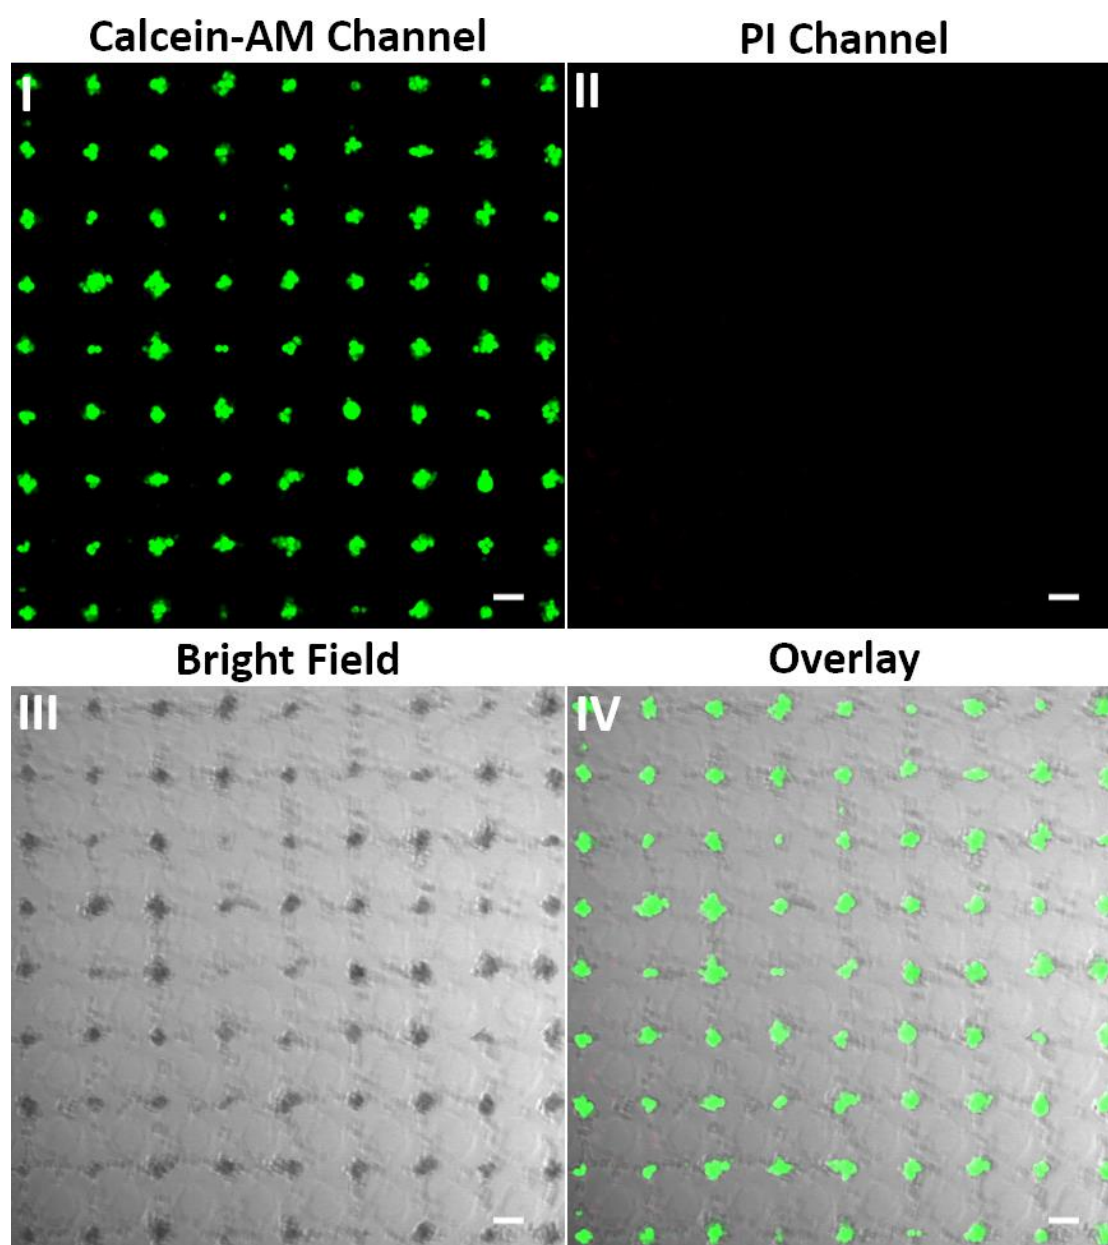 Calcein-AM Channel
PI Channel
I
II
Bright Field
Overlay
III
IV